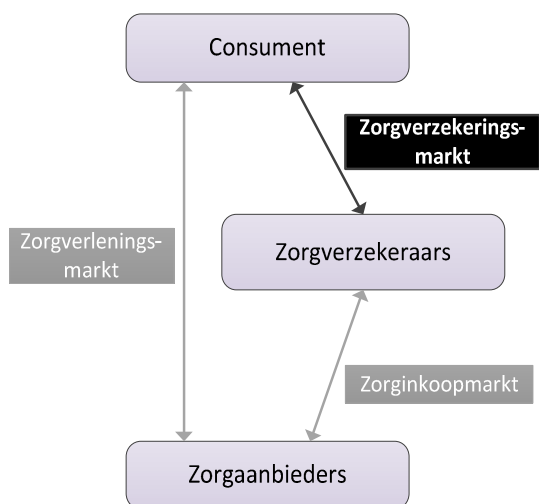 Consument
Zorgverzekerings-
markt
Zorgverlenings-
markt
Zorgverzekeraars
Zorginkoopmarkt
Zorgaanbieders